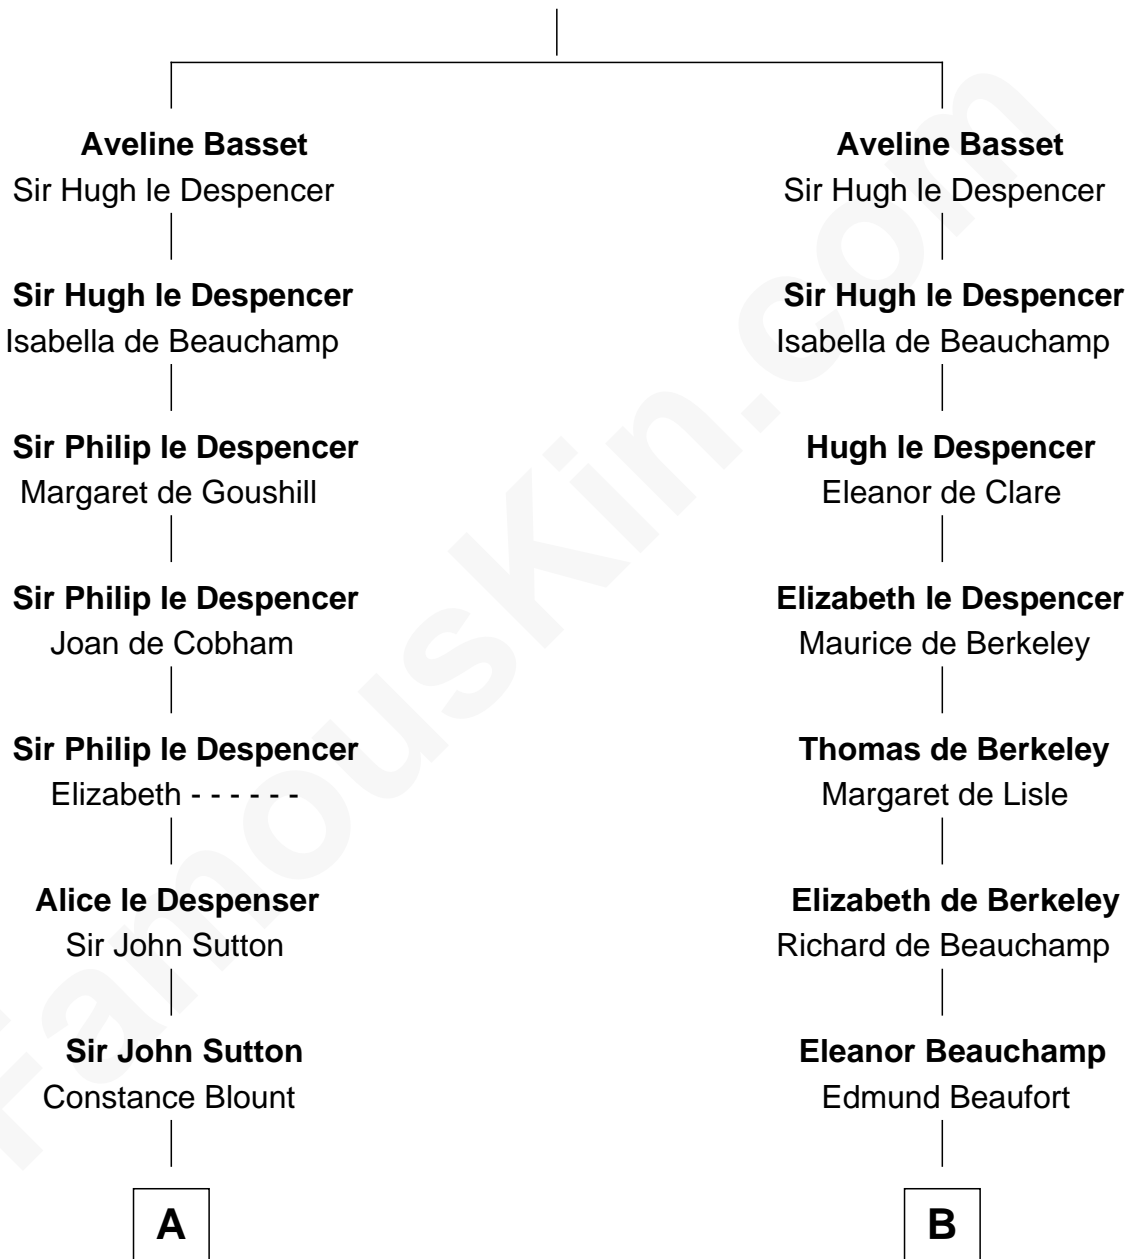 Aveline Basset
Sir Hugh le Despencer
Sir Hugh le Despencer
Isabella de Beauchamp
Sir Philip le Despencer
Margaret de Goushill
Sir Philip le Despencer
Joan de Cobham
Sir Philip le Despencer
Elizabeth - - - - - -
Alice le Despenser
Sir John Sutton
Sir John Sutton
Constance Blount
A
Aveline Basset
Sir Hugh le Despencer
Sir Hugh le Despencer
Isabella de Beauchamp
Hugh le Despencer
Eleanor de Clare
Elizabeth le Despencer
Maurice de Berkeley
Thomas de Berkeley
Margaret de Lisle
Elizabeth de Berkeley
Richard de Beauchamp
Eleanor Beauchamp
Edmund Beaufort
B
FamousKin.com